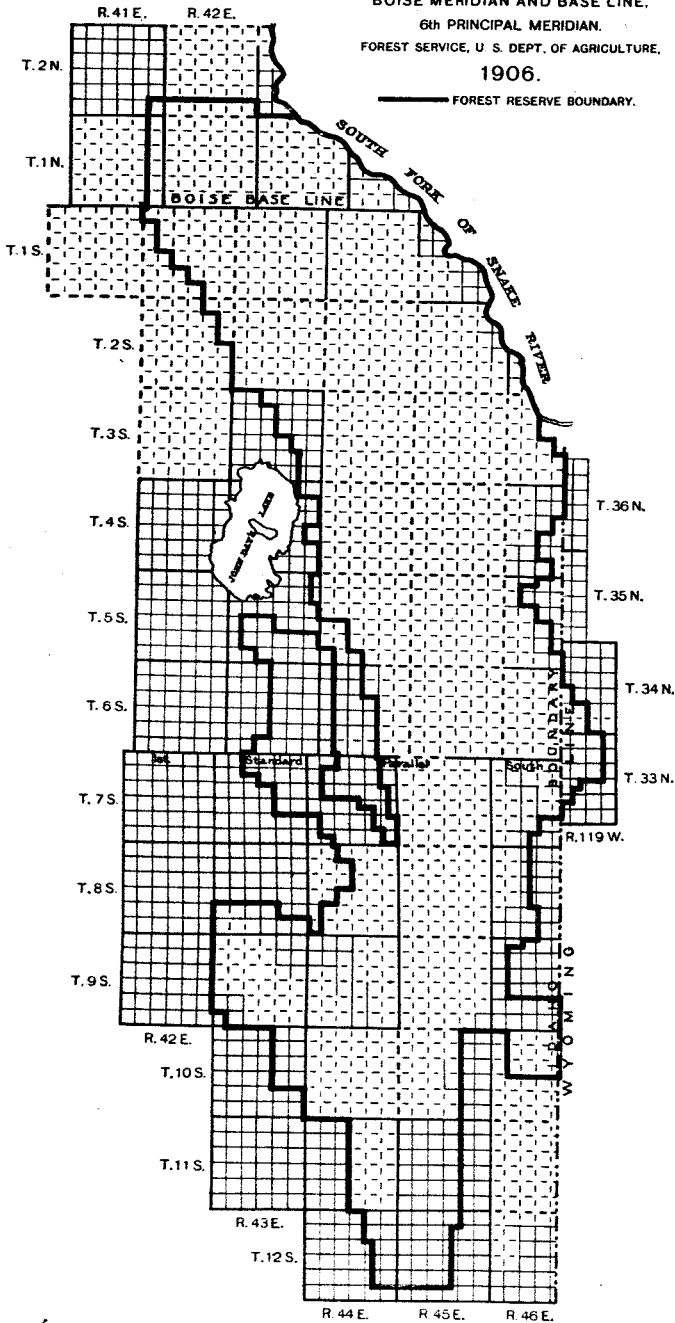 BOISE MERIDIAN AND BASE LINE,
6th PRINCIPAL MERIDIAN.
FOREST SERVICE, U. S. DEPT. OF AGRICULTURE,
1906.
FOREST RESERVE BOUNDARY.
R. 41 E. R. 42 E.
T. 2 N.
T. 1 N.
SOUTH FORK OF SNAKE RIVER
BOISE BASE LINE
T. 1 S.
T. 2 S.
T. 3 S.
T. 4 S.
T. 36 N.
LAKE
T. 5 S.
T. 35 N.
T. 6 S.
T. 34 N.
BOUNDARY LINE
Standard Parallel South
T. 7 S.
T. 33 N.
R. 119 W.
T. 8 S.
T. 9 S.
IDAHO
WYOMING
R. 42 E.
T. 10 S.
T. 11 S.
R. 43 E.
T. 12 S.
R. 44 E. R. 45 E. R. 46 E.